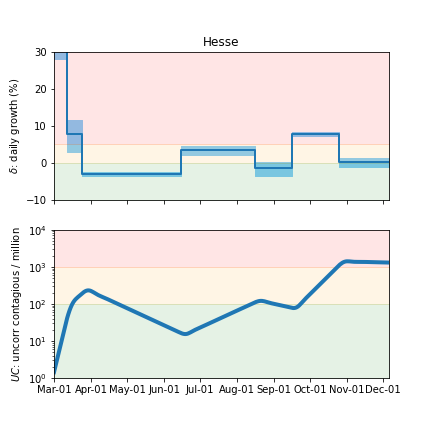 Hesse
δ: daily growth (%)
30
20
10
0
−10
UC: uncorr contagious / million
10⁴
10³
10²
10¹
10⁰
Mar-01 Apr-01 May-01 Jun-01 Jul-01 Aug-01 Sep-01 Oct-01 Nov-01 Dec-01